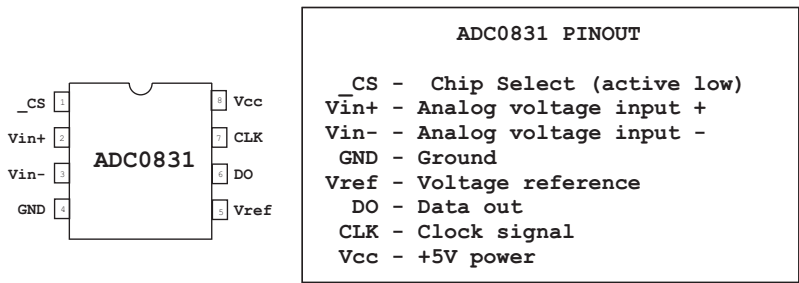 _CS 1
Vin+ 2
Vin- 3
GND 4
ADC0831
8 Vcc
7 CLK
6 DO
5 Vref
ADC0831 PINOUT
_CS - Chip Select (active low)
Vin+ - Analog voltage input +
Vin- - Analog voltage input -
GND - Ground
Vref - Voltage reference
DO - Data out
CLK - Clock signal
Vcc - +5V power